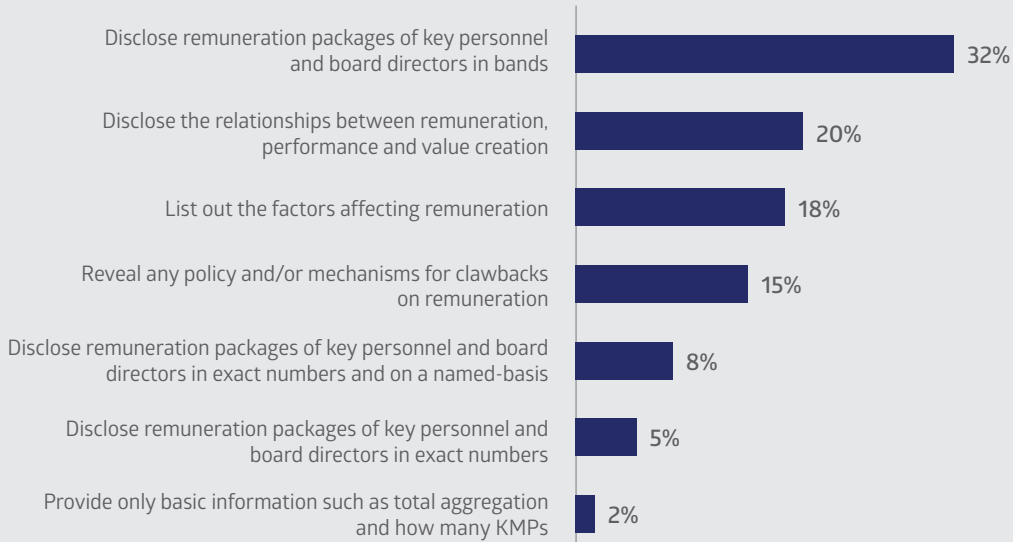 Disclose remuneration packages of key personnel
and board directors in bands
32%
Disclose the relationships between remuneration,
performance and value creation
20%
List out the factors affecting remuneration
18%
Reveal any policy and/or mechanisms for clawbacks
on remuneration
15%
Disclose remuneration packages of key personnel and board
directors in exact numbers and on a named-basis
8%
Disclose remuneration packages of key personnel and
board directors in exact numbers
5%
Provide only basic information such as total aggregation
and how many KMPs
2%